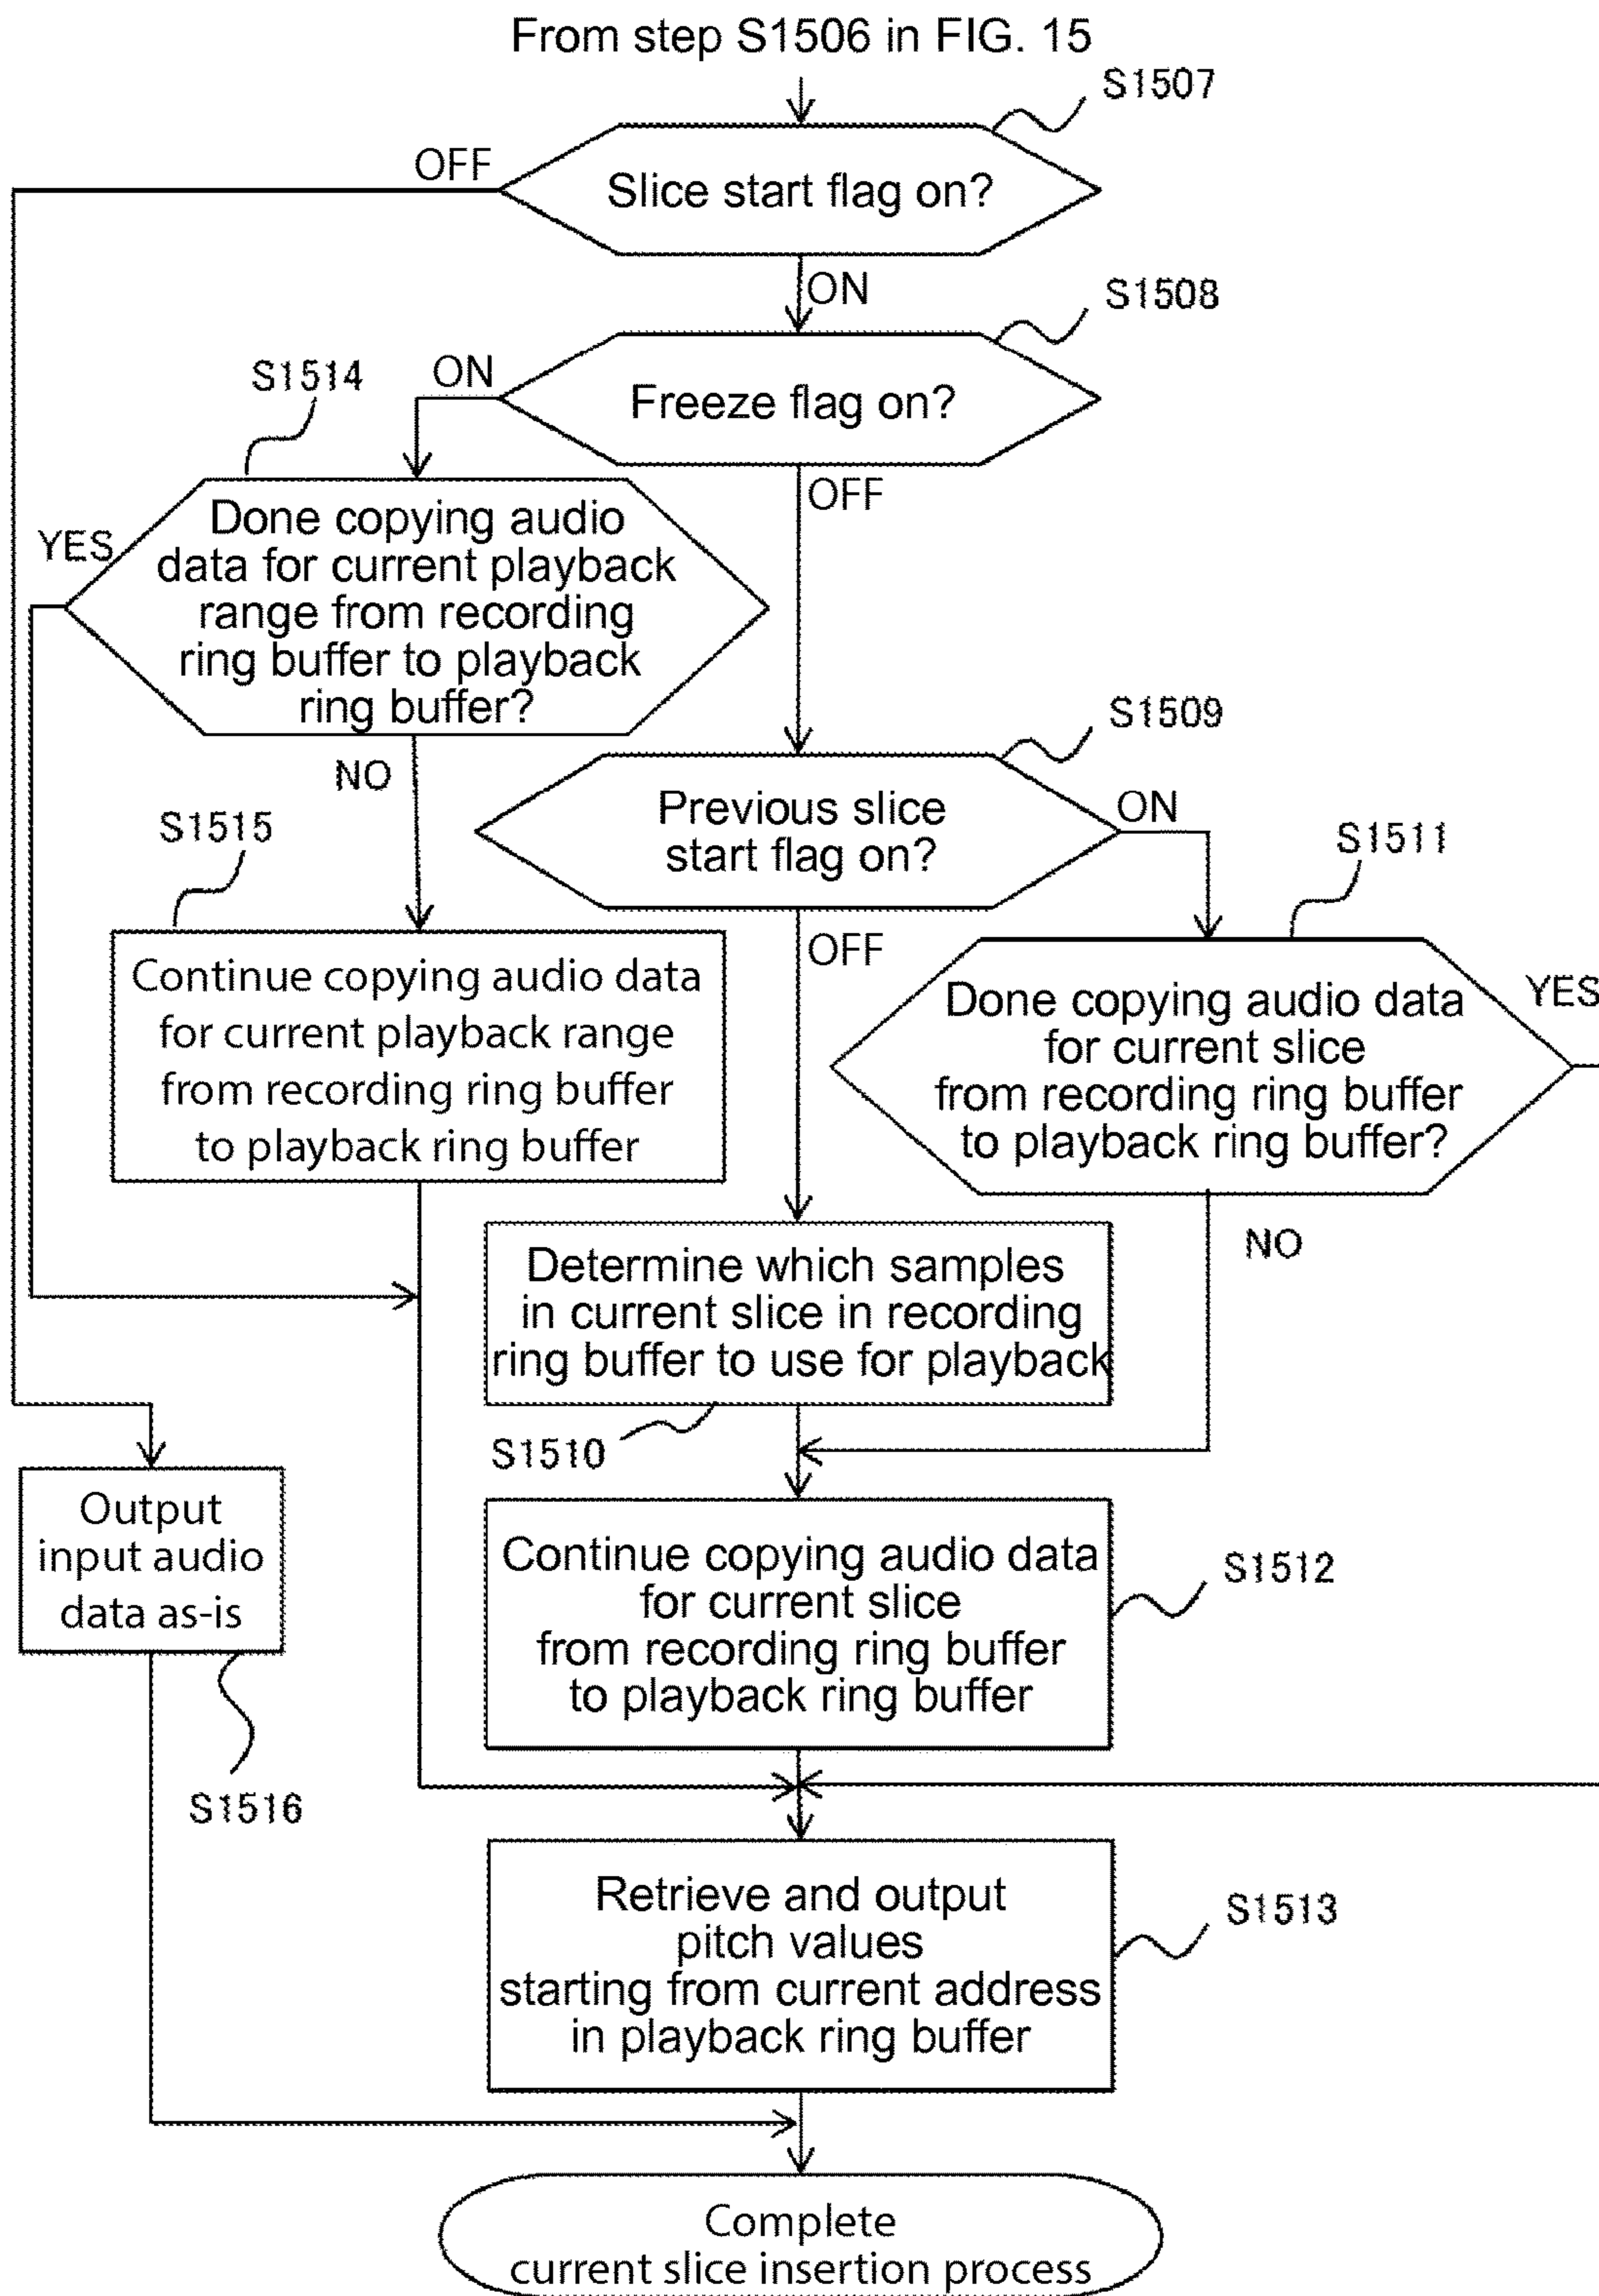 From step S1506 in FIG. 15
S1507
OFF
Slice start flag on?
ON
S1508
S1514
ON
Freeze flag on?
OFF
YES
Done copying audio
data for current playback
range from recording
ring buffer to playback
ring buffer?
NO
S1509
Previous slice
start flag on?
ON
OFF
S1515
Continue copying audio data
for current playback range
from recording ring buffer
to playback ring buffer
S1511
Done copying audio data
for current slice
from recording ring buffer
to playback ring buffer?
YES
NO
Determine which samples
in current slice in recording
ring buffer to use for playback
S1510
Output
input audio
data as-is
S1516
Continue copying audio data
for current slice
from recording ring buffer
to playback ring buffer
S1512
Retrieve and output
pitch values
starting from current address
in playback ring buffer
S1513
Complete
current slice insertion process